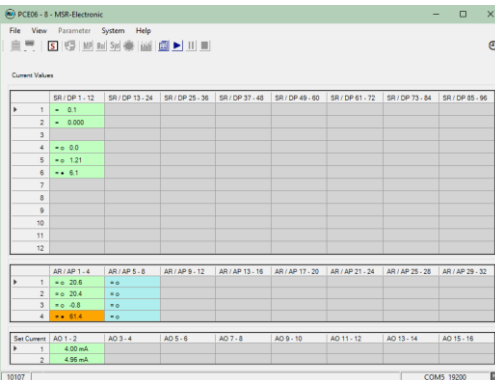 PCE06 - 8 - MSR-Electronic
File View Parameter System Help
Current Values
SR / DP 1 - 12 SR / DP 13 - 24 SR / DP 25 - 36 SR / DP 37 - 48 SR / DP 49 - 60 SR / DP 61 - 72 SR / DP 73 - 84 SR / DP 85 - 96
1 = 0.1
2 = 0.000
3
4 = o 0.0
5 = o 1.21
6 = ● 6.1
7
8
9
10
11
12
AR / AP 1 - 4 AR / AP 5 - 8 AR / AP 9 - 12 AR / AP 13 - 16 AR / AP 17 - 20 AR / AP 21 - 24 AR / AP 25 - 28 AR / AP 29 - 32
1 = o 20.6 = o
2 = o 20.4 = o
3 = o -0.8 = o
4 = ● 61.4 = o
Set Current AO 1 - 2 AO 3 - 4 AO 5 - 6 AO 7 - 8 AO 9 - 10 AO 11 - 12 AO 13 - 14 AO 15 - 16
1 4.00 mA
2 4.96 mA
10107 COM5 19200